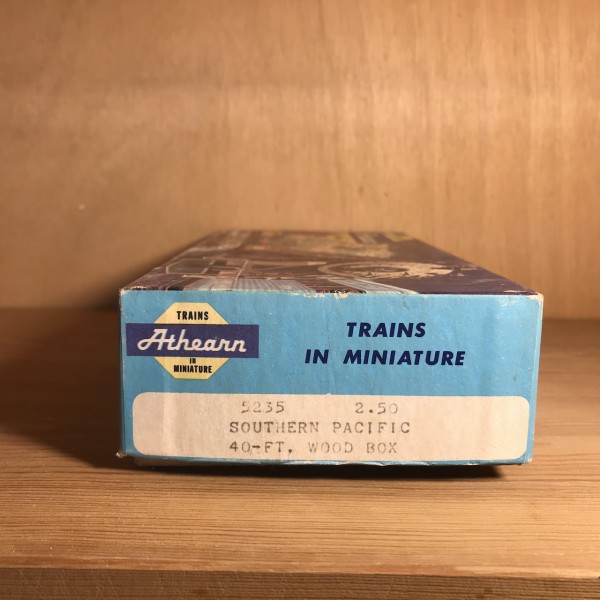 TRAINS
Athearn
IN
MINIATURE
TRAINS
IN MINIATURE
5235 2.50
SOUTHERN PACIFIC
40-FT. WOOD BOX